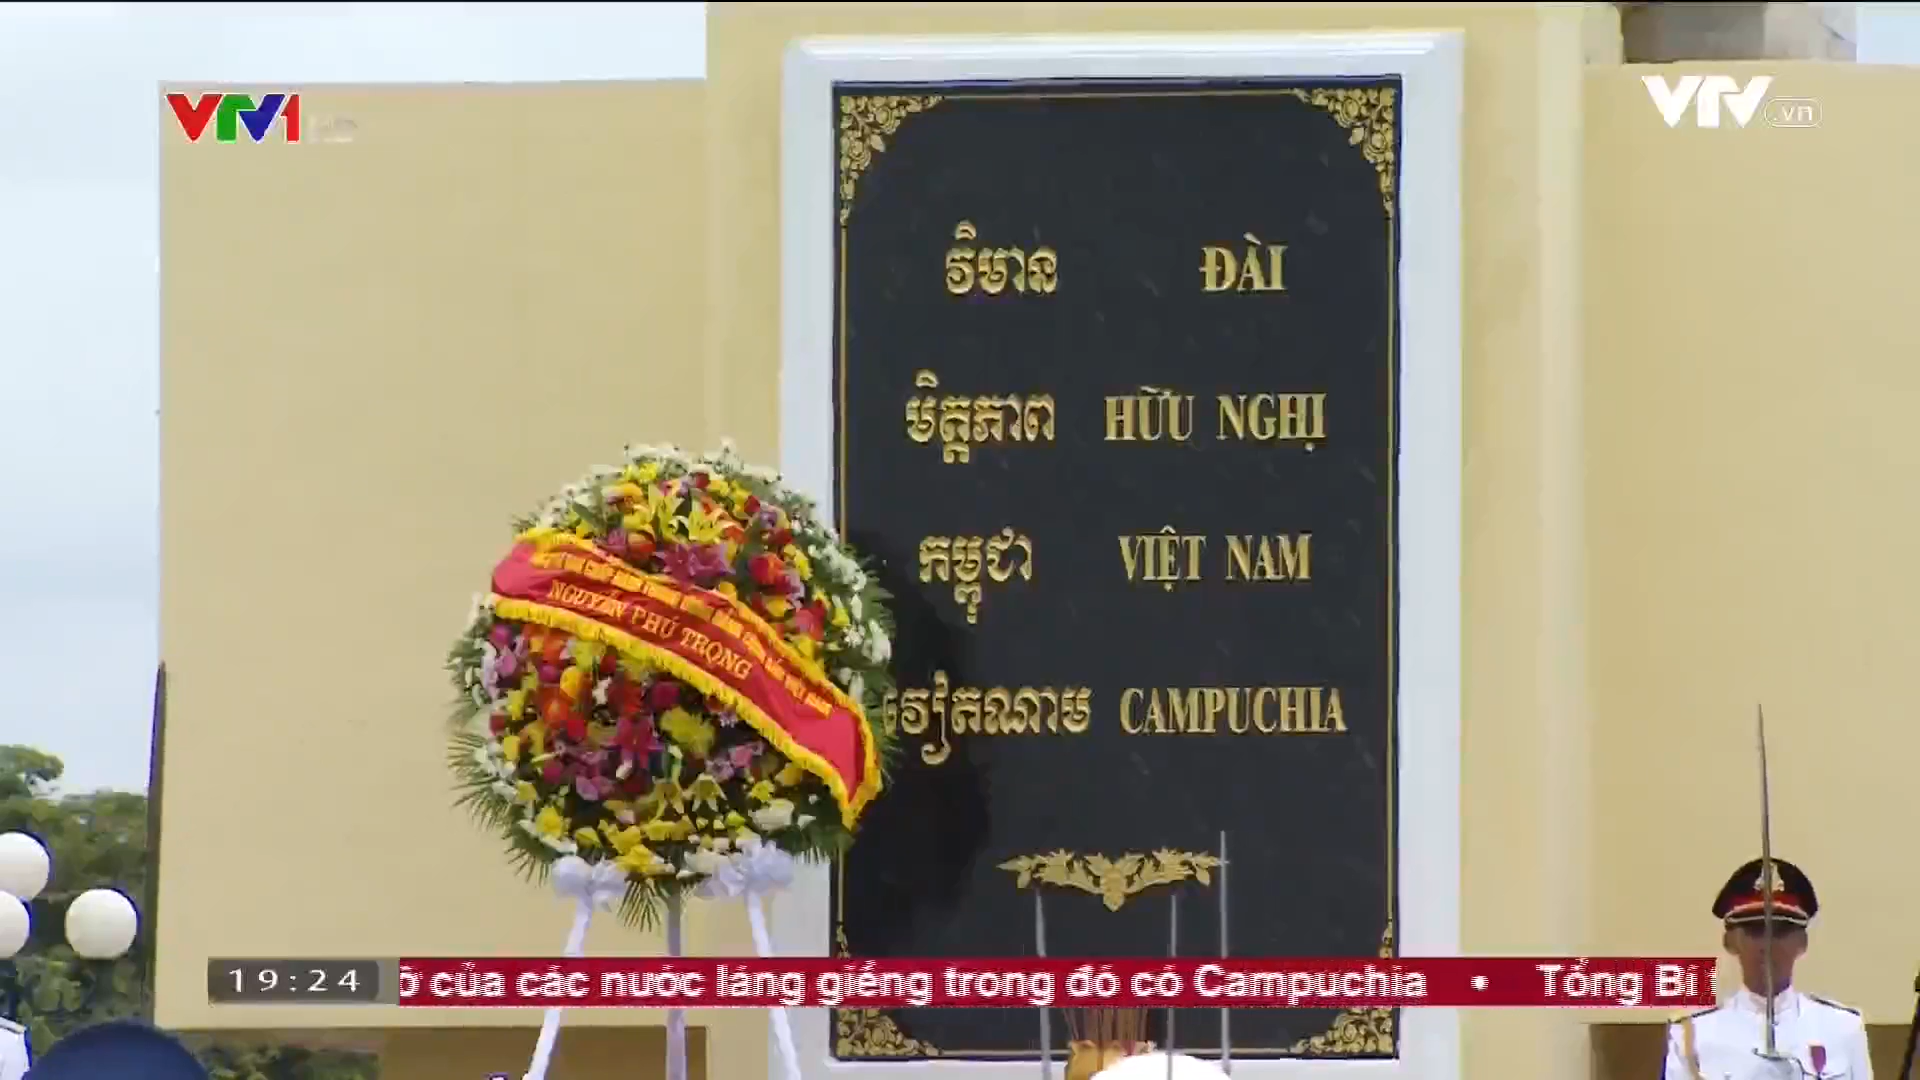 VTV1
VTV.vn
វិមាន ĐÀI
មិត្តភាព HỮU NGHỊ
កម្ពុជា VIỆT NAM
វៀតណាម CAMPUCHIA
NGUYỄN PHÚ TRỌNG
19:24
của các nước láng giềng trong đó có Campuchia • Tổng Bí